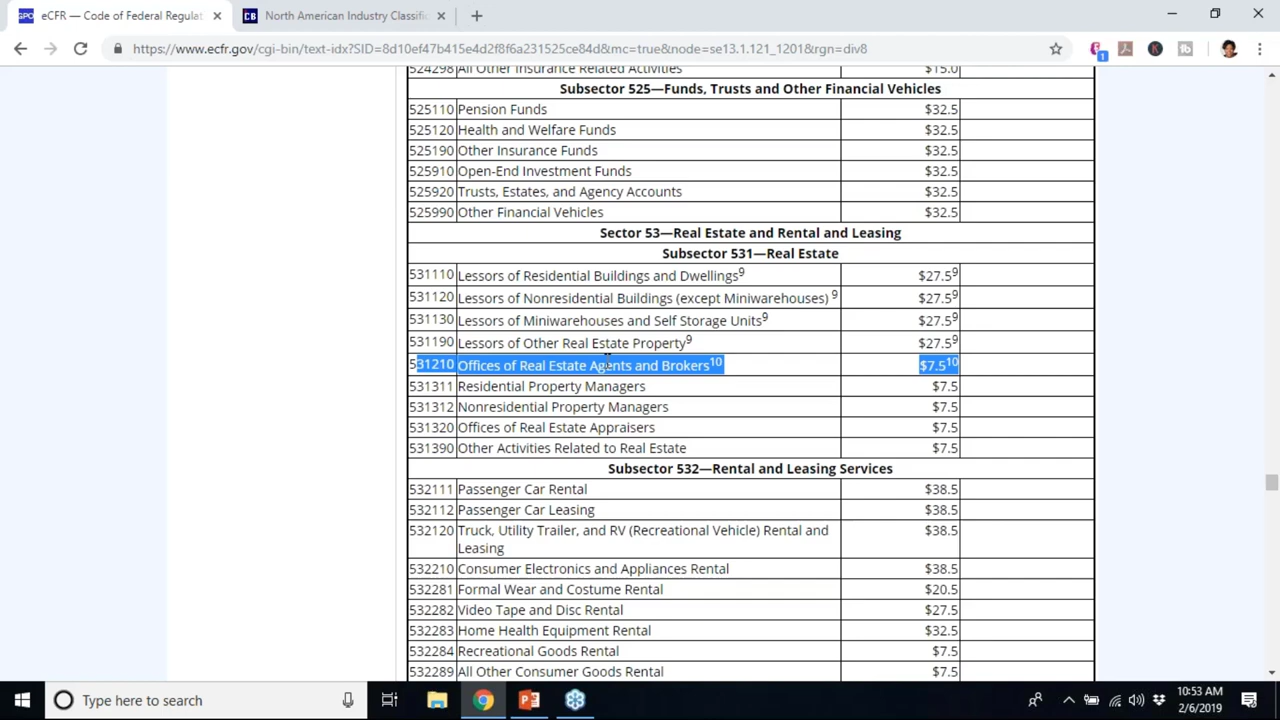 eCFR — Code of Federal Regulat
North American Industry Classific
https://www.ecfr.gov/cgi-bin/text-idx?SID=8d10ef47b415e4d2f8f6a231525ce84d&mc=true&node=se13.1.121_1201&rgn=div8
524298 All Other Insurance Related Activities $15.0
Subsector 525—Funds, Trusts and Other Financial Vehicles
525110 Pension Funds $32.5
525120 Health and Welfare Funds $32.5
525190 Other Insurance Funds $32.5
525910 Open-End Investment Funds $32.5
525920 Trusts, Estates, and Agency Accounts $32.5
525990 Other Financial Vehicles $32.5
Sector 53—Real Estate and Rental and Leasing
Subsector 531—Real Estate
531110 Lessors of Residential Buildings and Dwellings9 $27.59
531120 Lessors of Nonresidential Buildings (except Miniwarehouses) 9 $27.59
531130 Lessors of Miniwarehouses and Self Storage Units9 $27.59
531190 Lessors of Other Real Estate Property9 $27.59
531210 Offices of Real Estate Agents and Brokers10 $7.510
531311 Residential Property Managers $7.5
531312 Nonresidential Property Managers $7.5
531320 Offices of Real Estate Appraisers $7.5
531390 Other Activities Related to Real Estate $7.5
Subsector 532—Rental and Leasing Services
532111 Passenger Car Rental $38.5
532112 Passenger Car Leasing $38.5
532120 Truck, Utility Trailer, and RV (Recreational Vehicle) Rental and $38.5
Leasing
532210 Consumer Electronics and Appliances Rental $38.5
532281 Formal Wear and Costume Rental $20.5
532282 Video Tape and Disc Rental $27.5
532283 Home Health Equipment Rental $32.5
532284 Recreational Goods Rental $7.5
532289 All Other Consumer Goods Rental $7.5
Type here to search
10:53 AM
2/6/2019